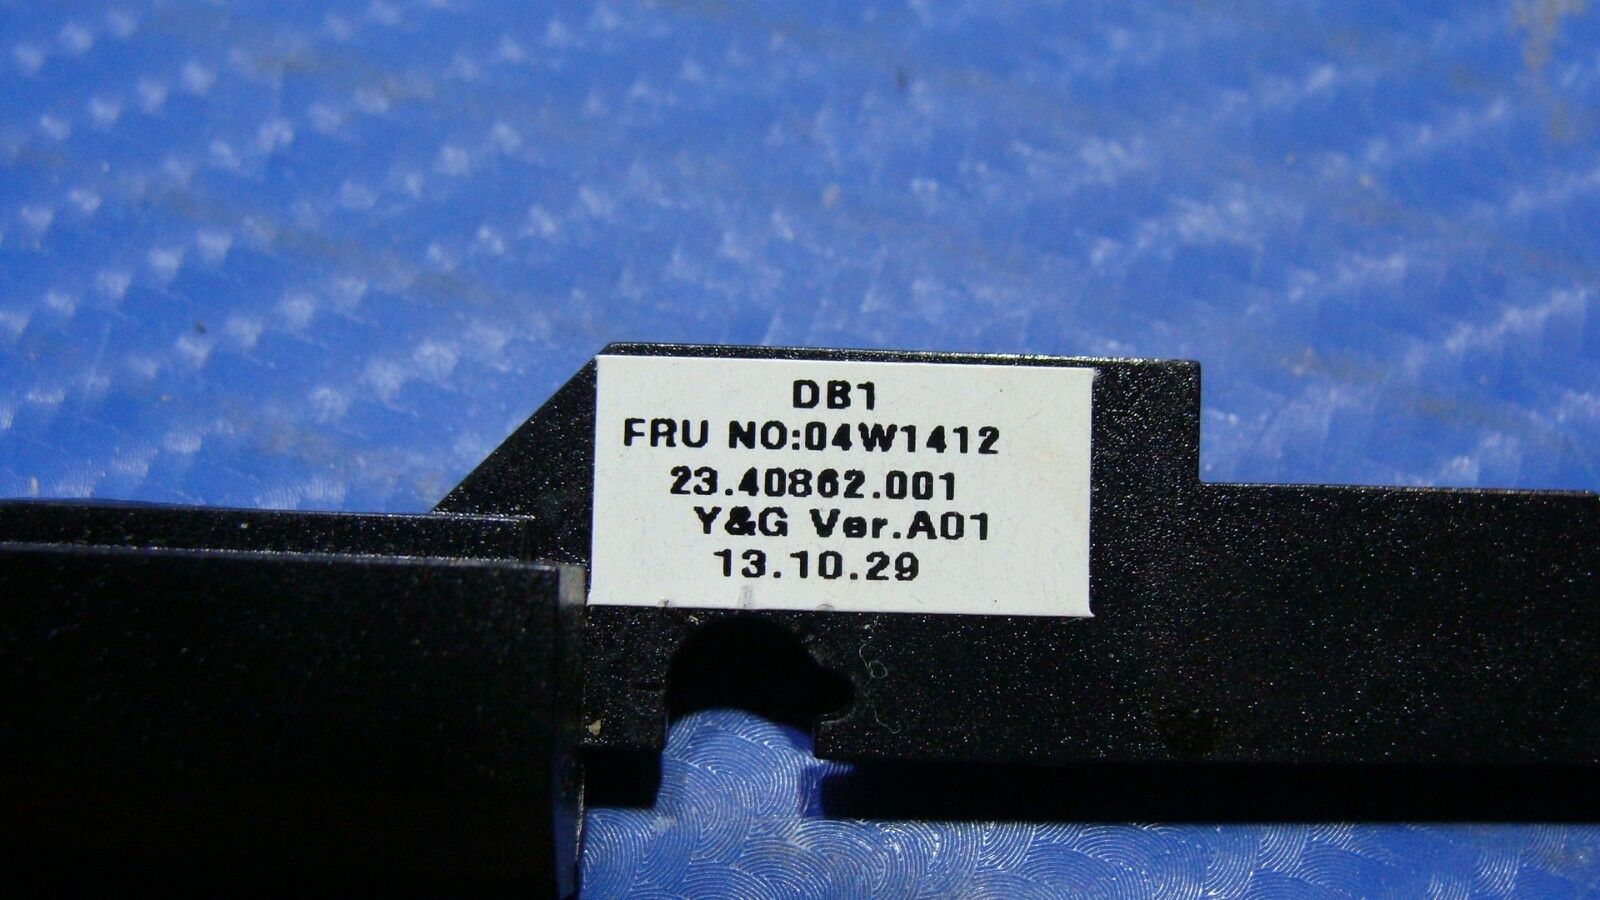 DB1
FRU NO:04W1412
23.40862.001
Y&G Ver.A01
13.10.29